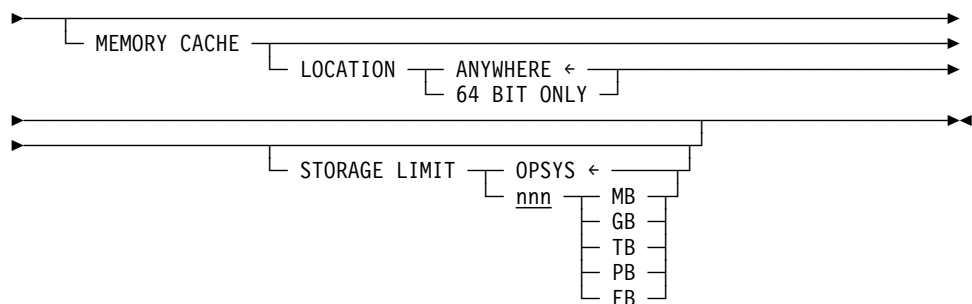 MEMORY CACHE
LOCATION ANYWHERE ←
64 BIT ONLY
STORAGE LIMIT OPSYS ←
nnn MB
GB
TB
PB
EB